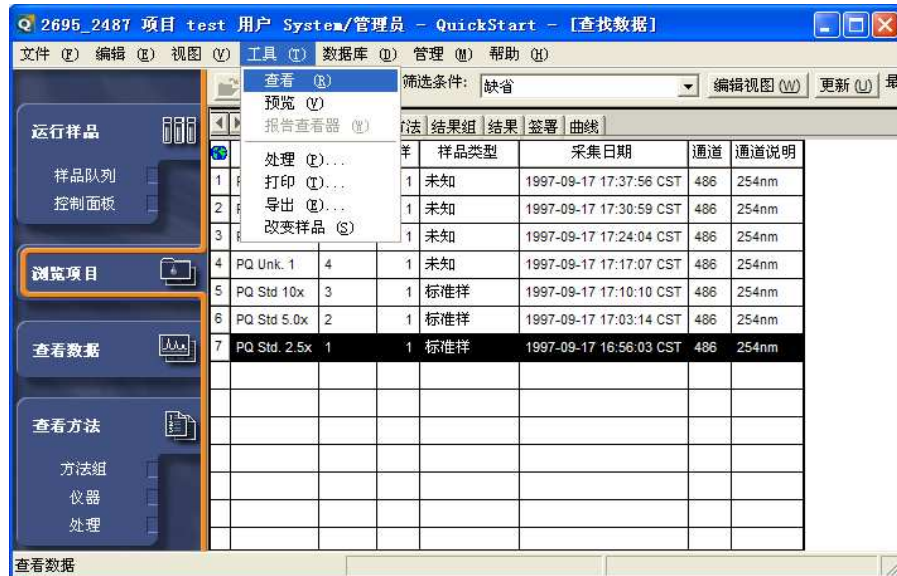 2695_2487 项目 test 用户 System/管理员 - QuickStart - [查找数据]
文件 (F) 编辑 (E) 视图 (V) 工具 (T) 数据库 (D) 管理 (M) 帮助 (H)
筛选条件: 缺省 编辑视图 (W) 更新 (U) 最
查看 (R)
预览 (V)
报告查看器 (W)
处理 (P)...
打印 (T)...
导出 (E)...
改变样品 (S)
运行样品
样品队列
控制面板
浏览项目
查看数据
查看方法
方法组
仪器
处理
结果组 结果 签署 曲线
样品类型 采集日期 通道 通道说明
1 1 未知 1997-09-17 17:37:56 CST 486 254nm
2 1 未知 1997-09-17 17:30:59 CST 486 254nm
3 1 未知 1997-09-17 17:24:04 CST 486 254nm
4 PQ Unk. 1 4 1 未知 1997-09-17 17:17:07 CST 486 254nm
5 PQ Std 10x 3 1 标准样 1997-09-17 17:10:10 CST 486 254nm
6 PQ Std 5.0x 2 1 标准样 1997-09-17 17:03:14 CST 486 254nm
7 PQ Std. 2.5x 1 1 标准样 1997-09-17 16:56:03 CST 486 254nm
查看数据